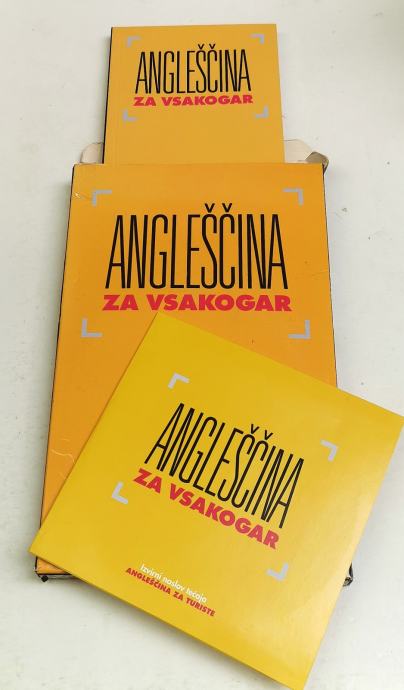 ANGLEŠČINA
ZA VSAKOGAR
ANGLEŠČINA
ZA VSAKOGAR
ANGLEŠČINA
ZA VSAKOGAR
Izvirni naslov tečaja
ANGLEŠČINA ZA TURISTE